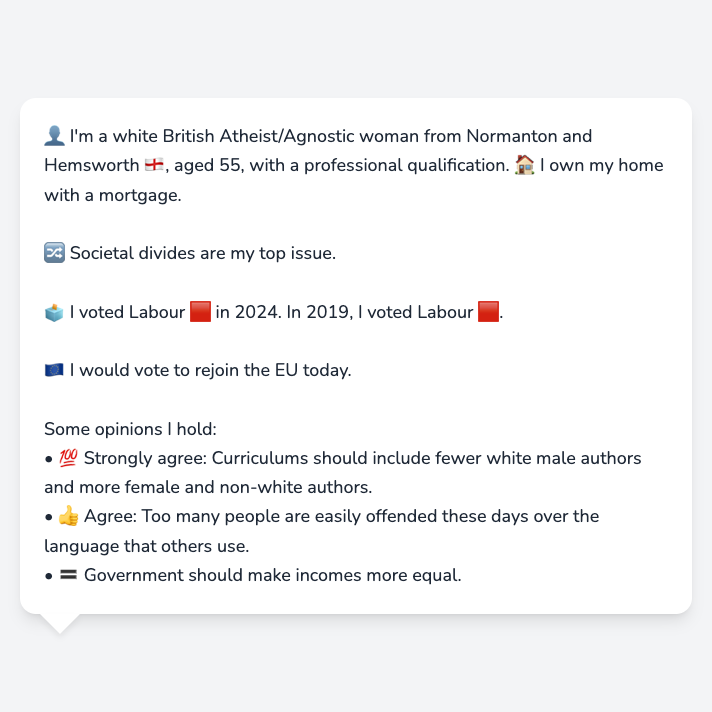 👤 I'm a white British Atheist/Agnostic woman from Normanton and
Hemsworth 🏴󠁧󠁢󠁥󠁮󠁧󠁿, aged 55, with a professional qualification. 🏠 I own my home
with a mortgage.
🔀 Societal divides are my top issue.
🗳️ I voted Labour 🟥 in 2024. In 2019, I voted Labour 🟥.
🇪🇺 I would vote to rejoin the EU today.
Some opinions I hold:
• 💯 Strongly agree: Curriculums should include fewer white male authors
and more female and non-white authors.
• 👍 Agree: Too many people are easily offended these days over the
language that others use.
• 🟰 Government should make incomes more equal.